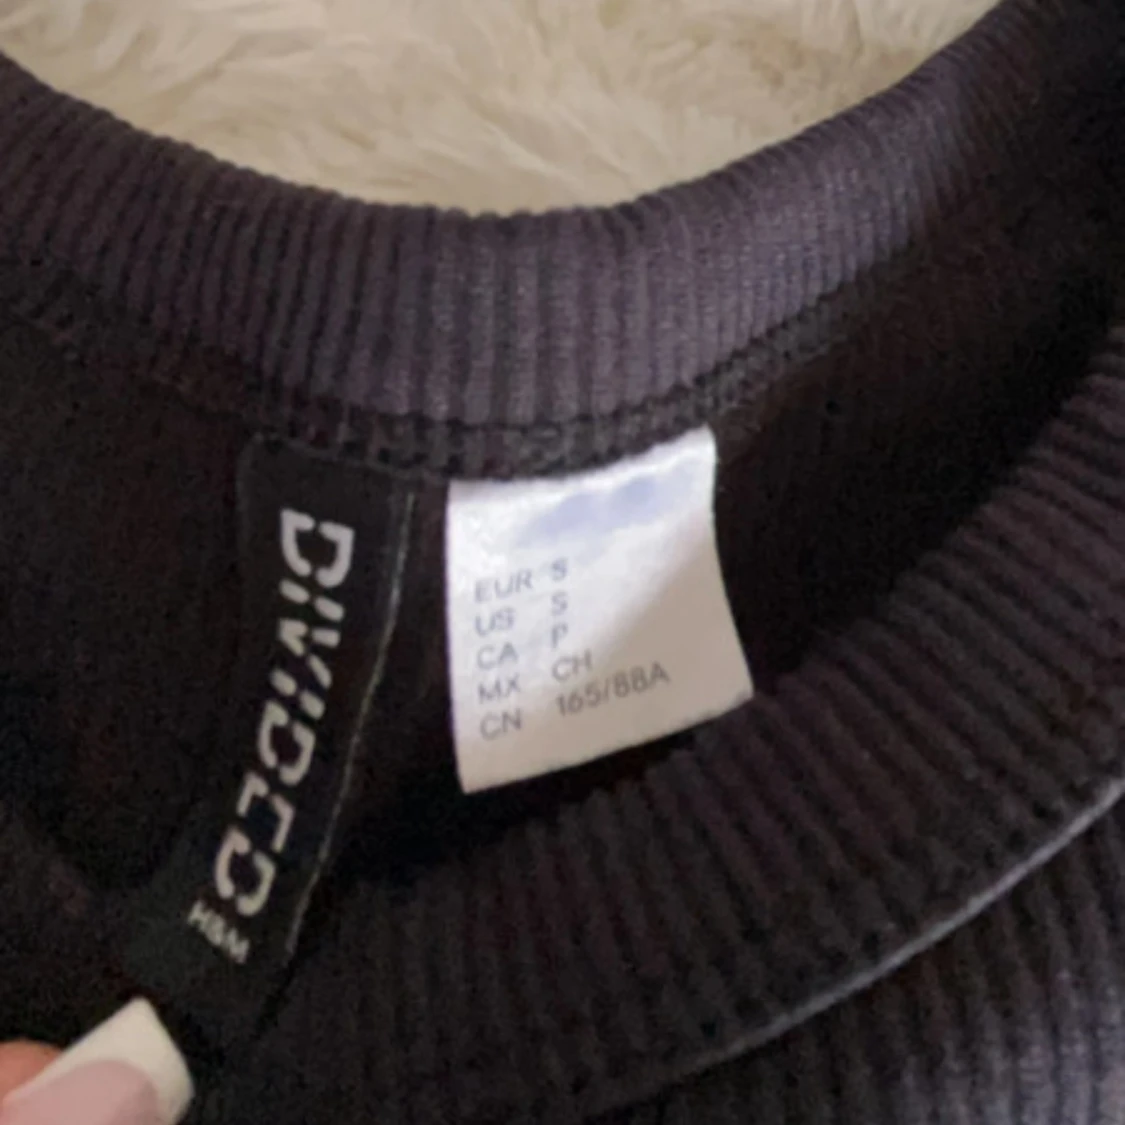 DIVIDED
H&M
EUR S
US S
CA P
MX CH
CN 165/88A